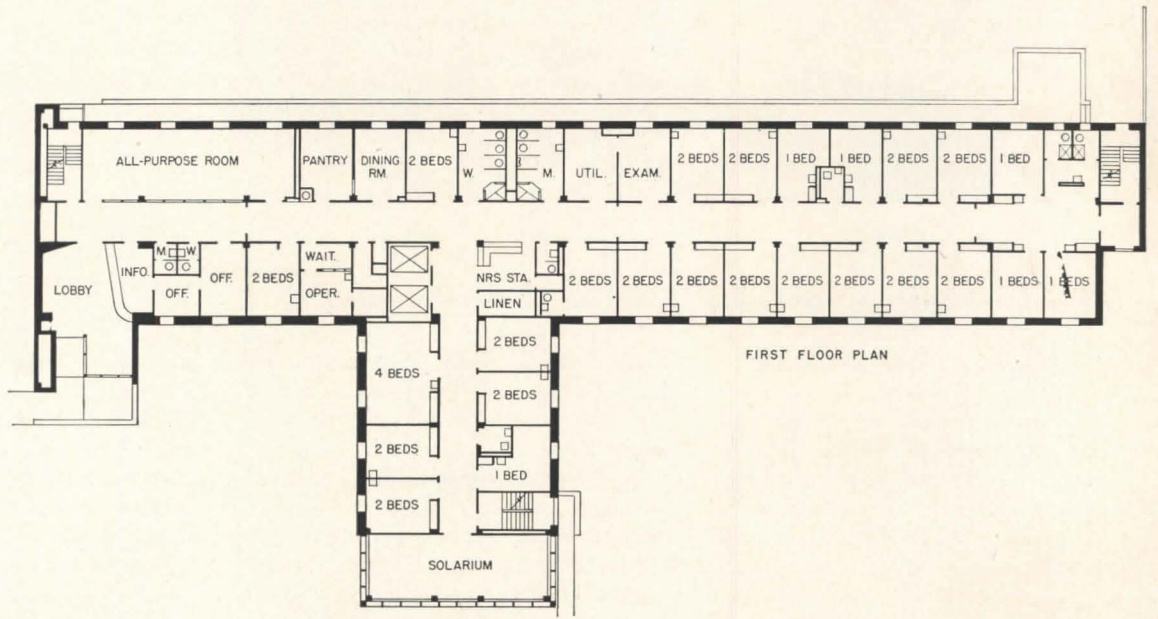 ALL-PURPOSE ROOM
PANTRY
DINING
RM.
2 BEDS
W.
M.
UTIL.
EXAM.
2 BEDS
2 BEDS
1 BED
1 BED
2 BEDS
2 BEDS
1 BED
LOBBY
INFO.
M.
W.
OFF.
OFF.
2 BEDS
WAIT.
OPER.
NRS STA.
LINEN
2 BEDS
2 BEDS
2 BEDS
2 BEDS
2 BEDS
2 BEDS
2 BEDS
2 BEDS
1 BEDS
BEDS
4 BEDS
2 BEDS
2 BEDS
2 BEDS
2 BEDS
1 BED
SOLARIUM
FIRST FLOOR PLAN